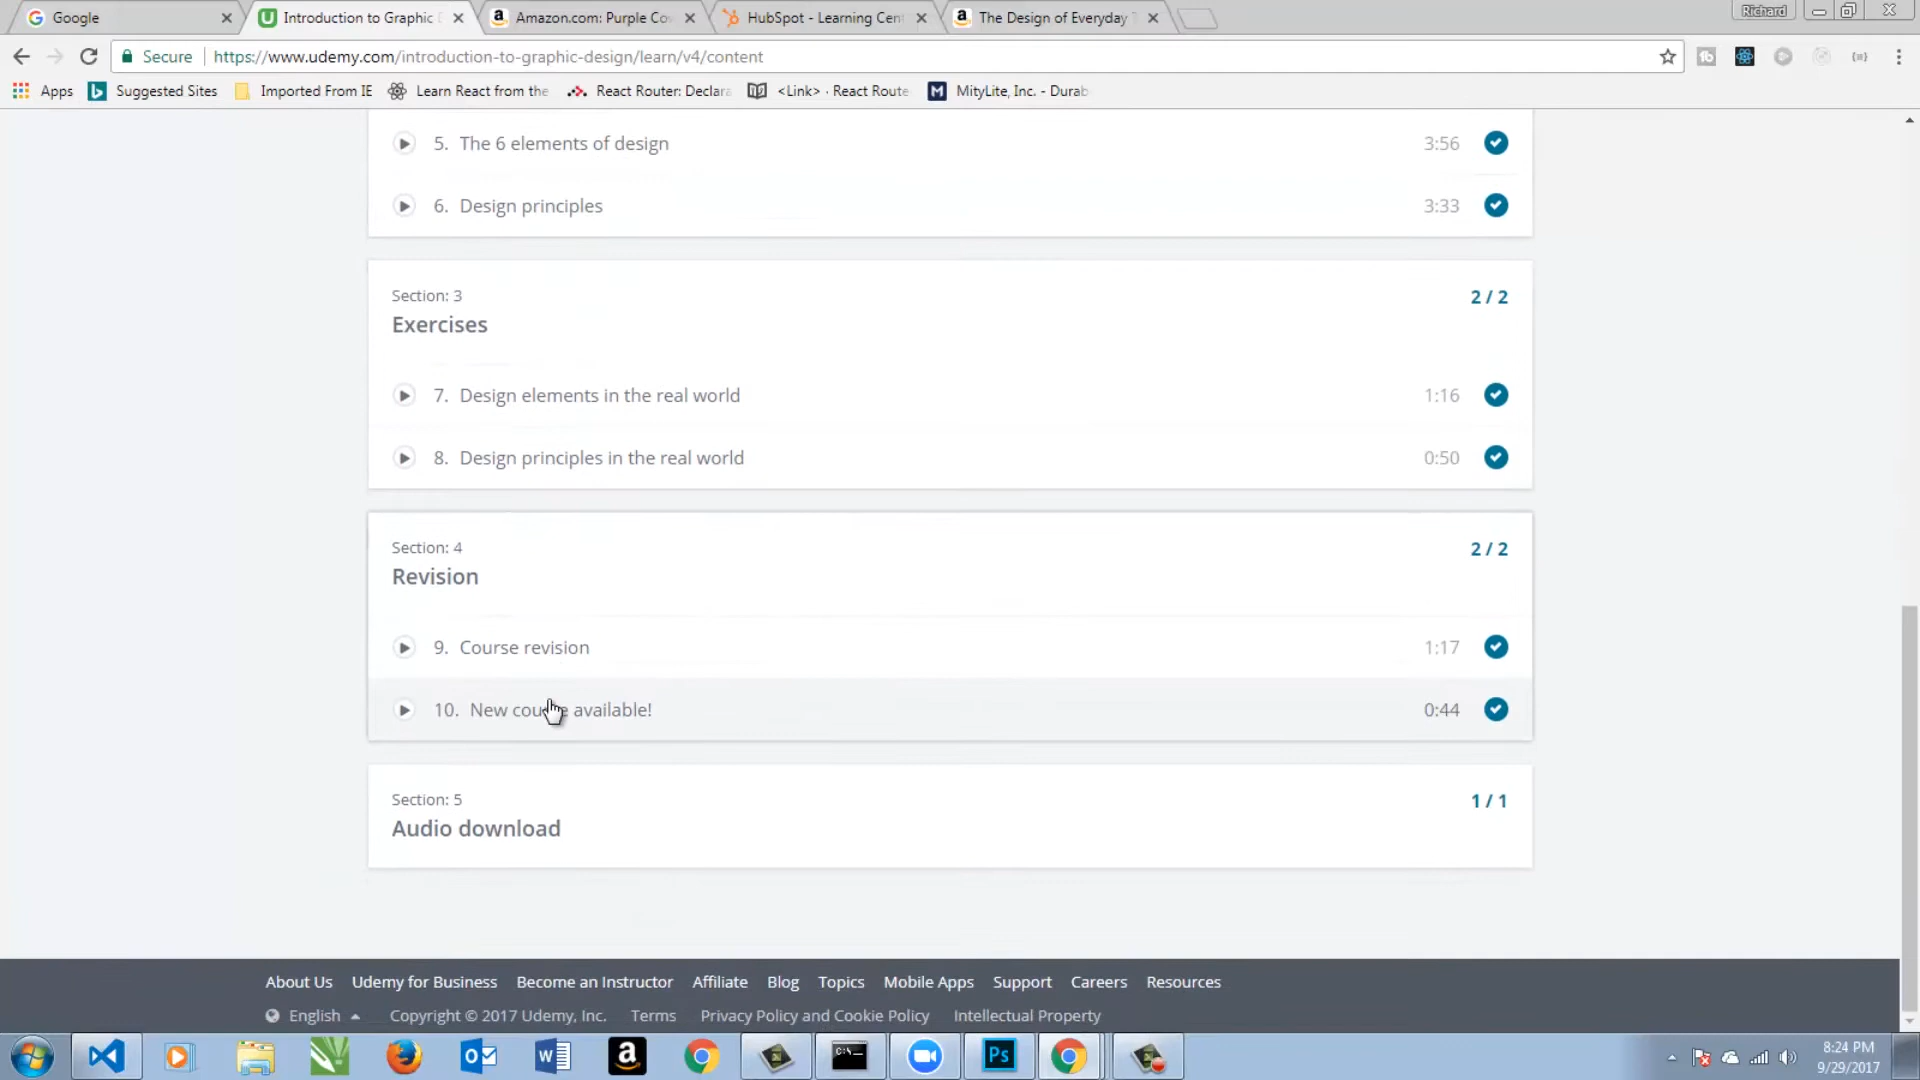 Google
Introduction to Graphic
Amazon.com: Purple Co
HubSpot - Learning Cen
The Design of Everyday
Richard
Secure
https://www.udemy.com/introduction-to-graphic-design/learn/v4/content
Apps
Suggested Sites
Imported From IE
Learn React from the
React Router: Declara
<Link> · React Route
MityLite, Inc. - Durab
5. The 6 elements of design
3:56
6. Design principles
3:33
Section: 3
2 / 2
Exercises
7. Design elements in the real world
1:16
8. Design principles in the real world
0:50
Section: 4
2 / 2
Revision
9. Course revision
1:17
10. New course available!
0:44
Section: 5
1 / 1
Audio download
About Us
Udemy for Business
Become an Instructor
Affiliate
Blog
Topics
Mobile Apps
Support
Careers
Resources
English
Copyright © 2017 Udemy, Inc.
Terms
Privacy Policy and Cookie Policy
Intellectual Property
Ps
8:24 PM
9/29/2017